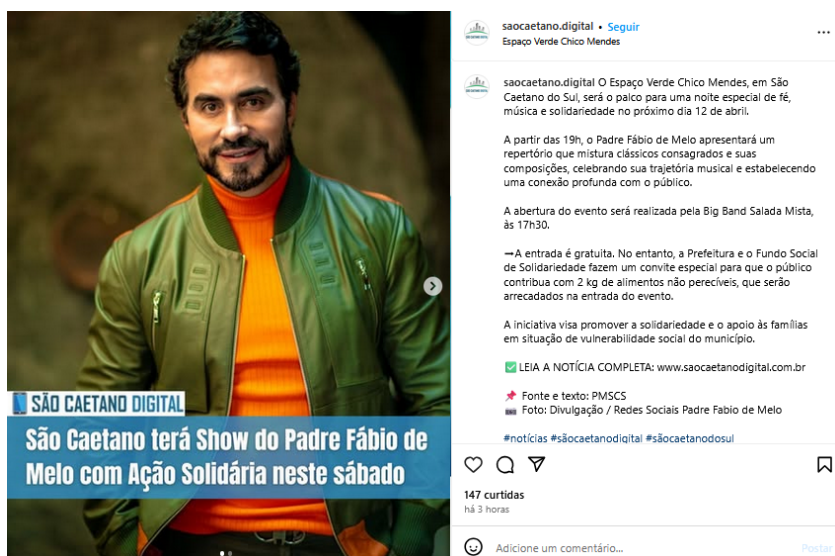 SÃO CAETANO DIGITAL
São Caetano terá Show do Padre Fábio de
Melo com Ação Solidária neste sábado
saocaetano.digital • Seguir
Espaço Verde Chico Mendes
saocaetano.digital O Espaço Verde Chico Mendes, em São
Caetano do Sul, será o palco para uma noite especial de fé,
música e solidariedade no próximo dia 12 de abril.
A partir das 19h, o Padre Fábio de Melo apresentará um
repertório que mistura clássicos consagrados e suas
composições, celebrando sua trajetória musical e estabelecendo
uma conexão profunda com o público.
A abertura do evento será realizada pela Big Band Salada Mista,
às 17h30.
→A entrada é gratuita. No entanto, a Prefeitura e o Fundo Social
de Solidariedade fazem um convite especial para que o público
contribua com 2 kg de alimentos não perecíveis, que serão
arrecadados na entrada do evento.
A iniciativa visa promover a solidariedade e o apoio às famílias
em situação de vulnerabilidade social do município.
✅ LEIA A NOTÍCIA COMPLETA: www.saocaetanodigital.com.br
📌 Fonte e texto: PMSCS
📷 Foto: Divulgação / Redes Sociais Padre Fabio de Melo
#notícias #sãocaetanodigital #sãocaetanodosul
147 curtidas
há 3 horas
Adicione um comentário...
Postar